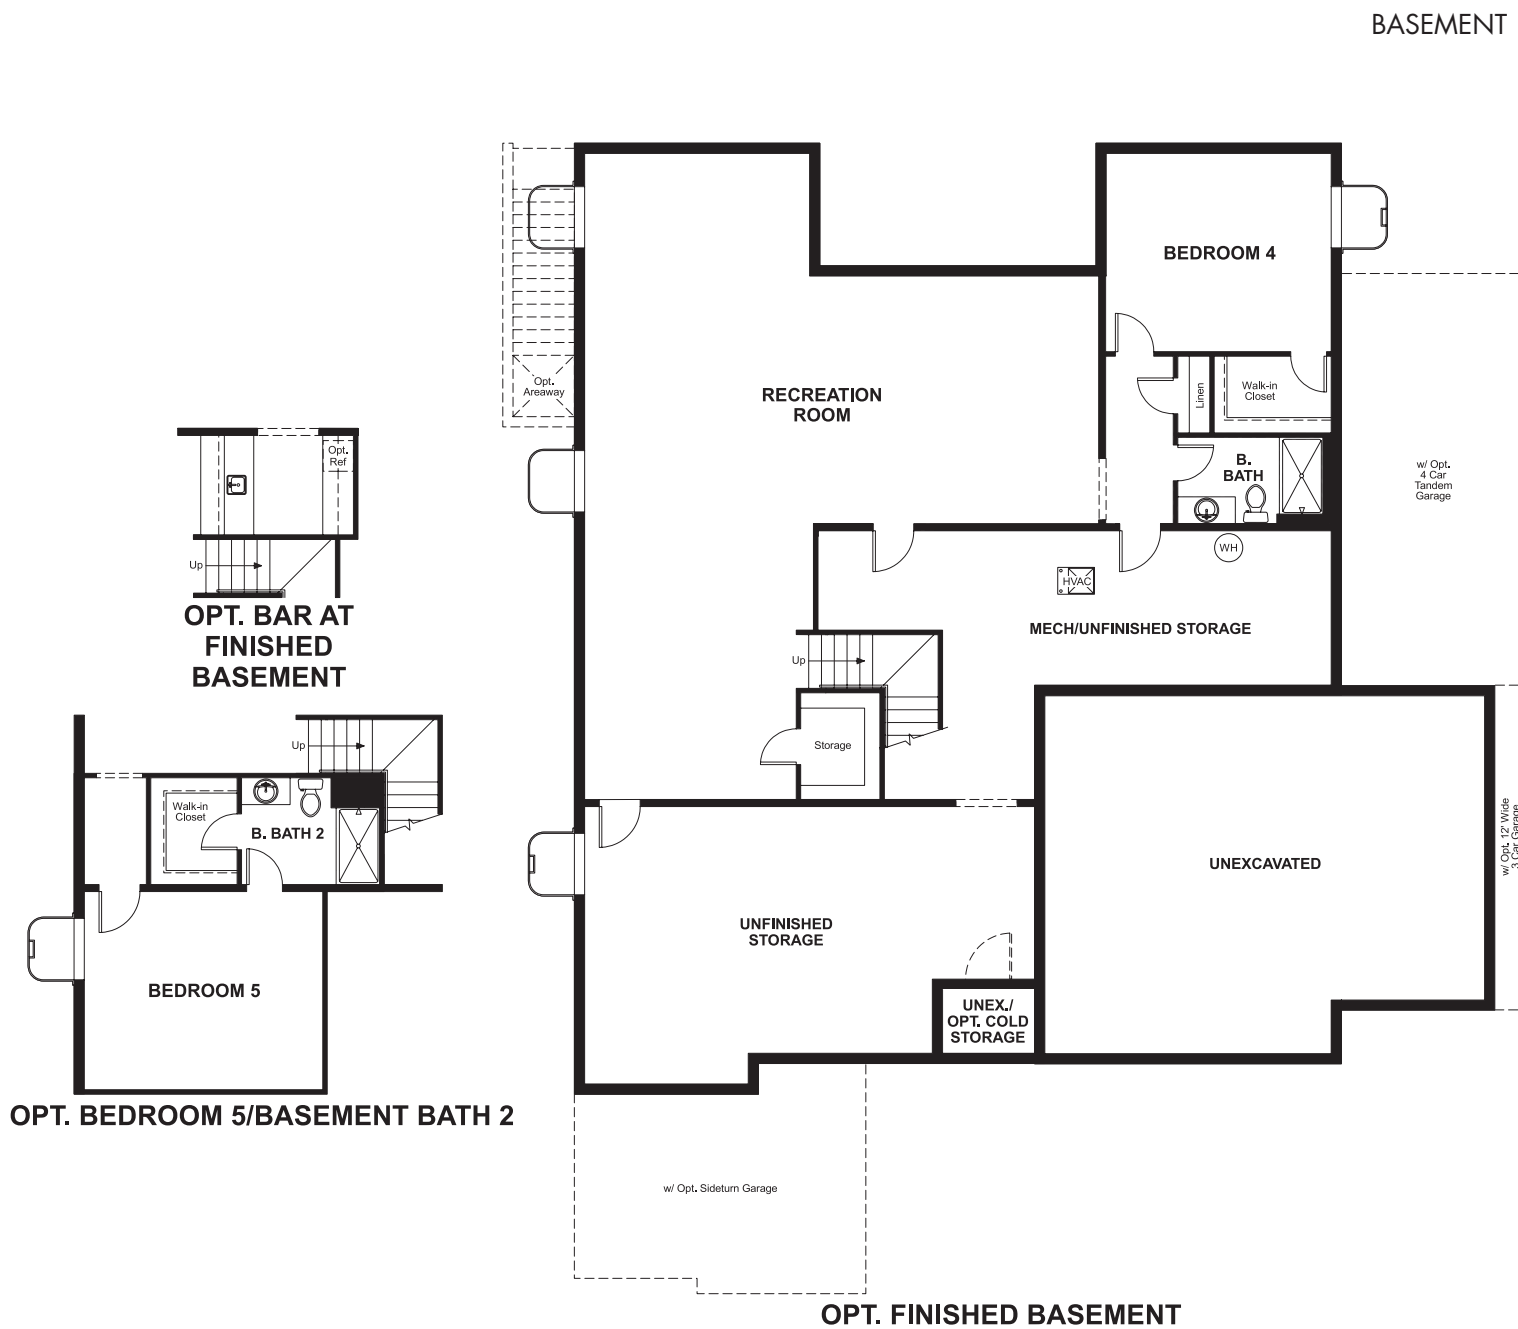 BASEMENT
BEDROOM 4
Opt.
Areaway
RECREATION
ROOM
Linen
Walk-in
Closet
B.
BATH
w/ Opt.
4 Car
Tandem
Garage
WH
HVAC
MECH/UNFINISHED STORAGE
Up
Storage
UNEXCAVATED
w/ Opt. 12' Wide
3 Car Garage
UNFINISHED
STORAGE
UNEX./
OPT. COLD
STORAGE
w/ Opt. Sideturn Garage
OPT. FINISHED BASEMENT
Opt.
Ref
Up
OPT. BAR AT
FINISHED
BASEMENT
Up
Walk-in
Closet
B. BATH 2
BEDROOM 5
OPT. BEDROOM 5/BASEMENT BATH 2